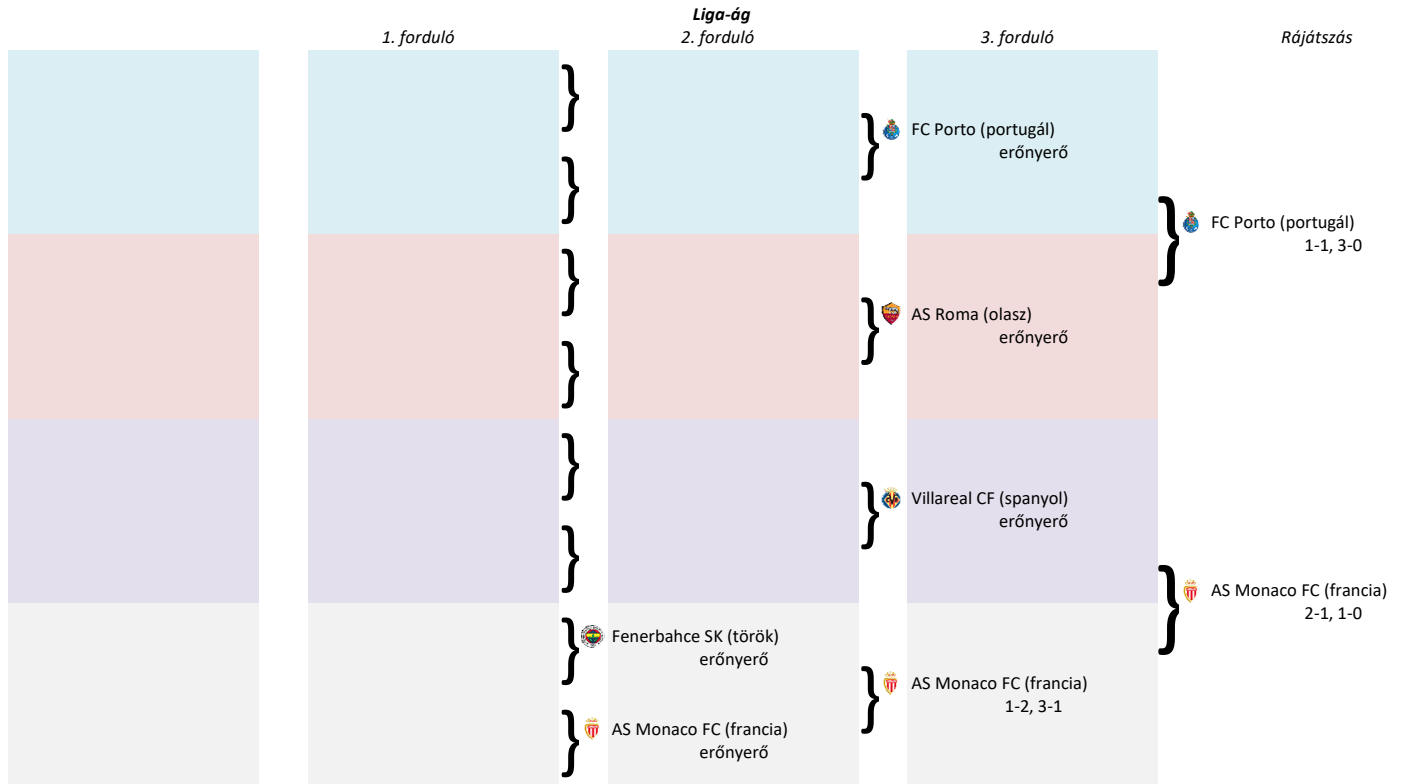 Liga-ág
1. forduló
2. forduló
3. forduló
Rájátszás
FC Porto (portugál)
erőnyerő
FC Porto (portugál)
1-1, 3-0
AS Roma (olasz)
erőnyerő
Villareal CF (spanyol)
erőnyerő
AS Monaco FC (francia)
2-1, 1-0
Fenerbahce SK (török)
erőnyerő
AS Monaco FC (francia)
1-2, 3-1
AS Monaco FC (francia)
erőnyerő